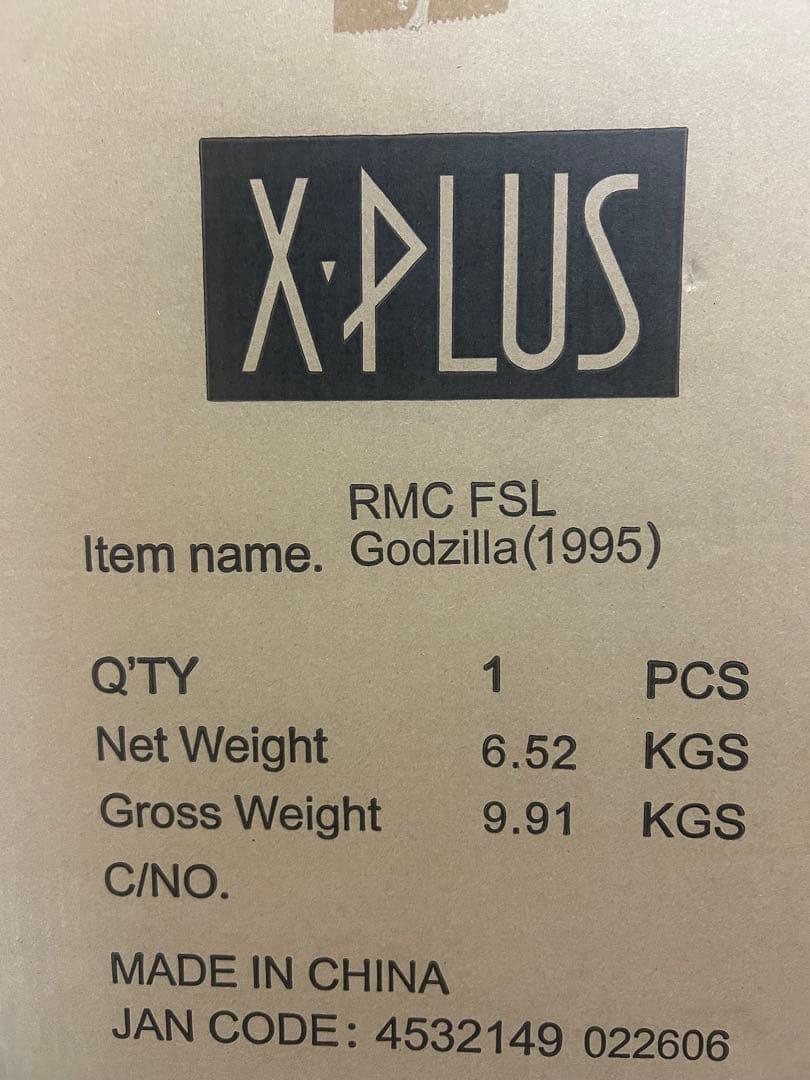 X·PLUS
RMC FSL
Item name. Godzilla(1995)
Q'TY 1 PCS
Net Weight 6.52 KGS
Gross Weight 9.91 KGS
C/NO.
MADE IN CHINA
JAN CODE: 4532149 022606